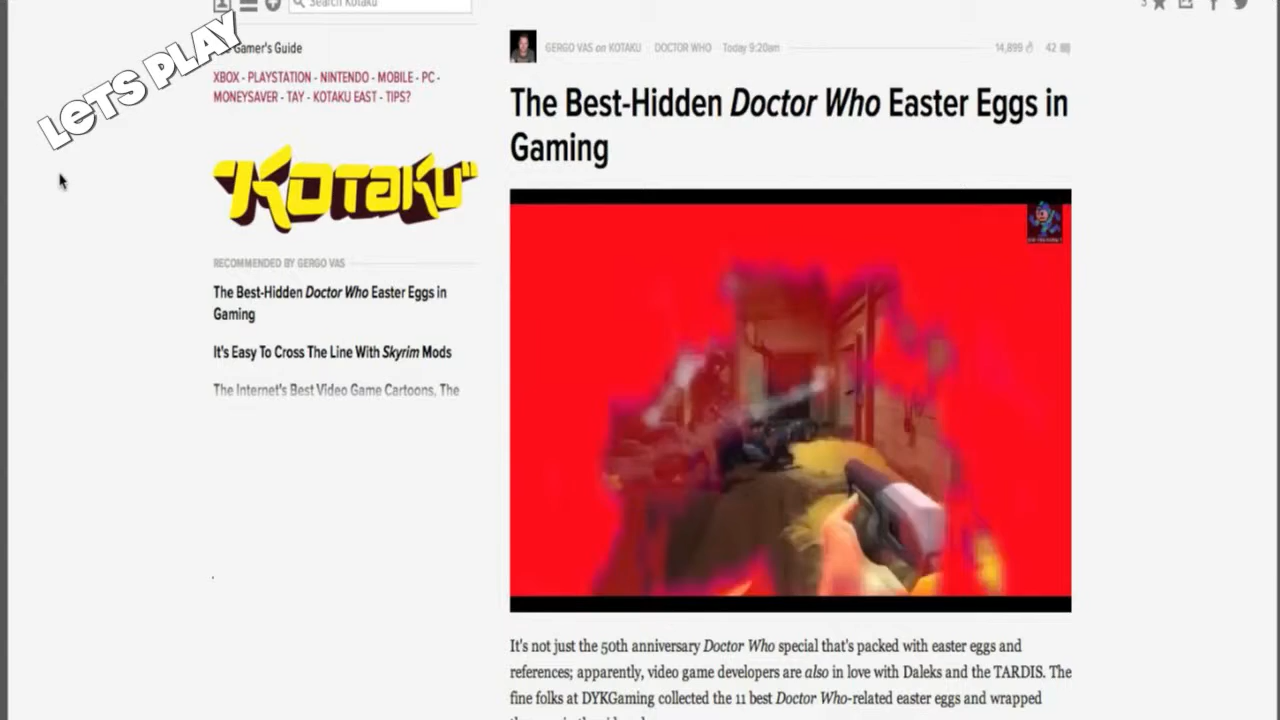 LETS PLAY
Search Kotaku
Gamer's Guide
XBOX - PLAYSTATION - NINTENDO - MOBILE - PC -
MONEYSAVER - TAY - KOTAKU EAST - TIPS?
"KOTAKU"
RECOMMENDED BY GERGO VAS
The Best-Hidden Doctor Who Easter Eggs in
Gaming
It's Easy To Cross The Line With Skyrim Mods
The Internet's Best Video Game Cartoons, The
3
GERGO VAS on KOTAKU DOCTOR WHO Today 9:20am
14,899 42
The Best-Hidden Doctor Who Easter Eggs in
Gaming
It's not just the 50th anniversary Doctor Who special that's packed with easter eggs and
references; apparently, video game developers are also in love with Daleks and the TARDIS. The
fine folks at DYKGaming collected the 11 best Doctor Who-related easter eggs and wrapped